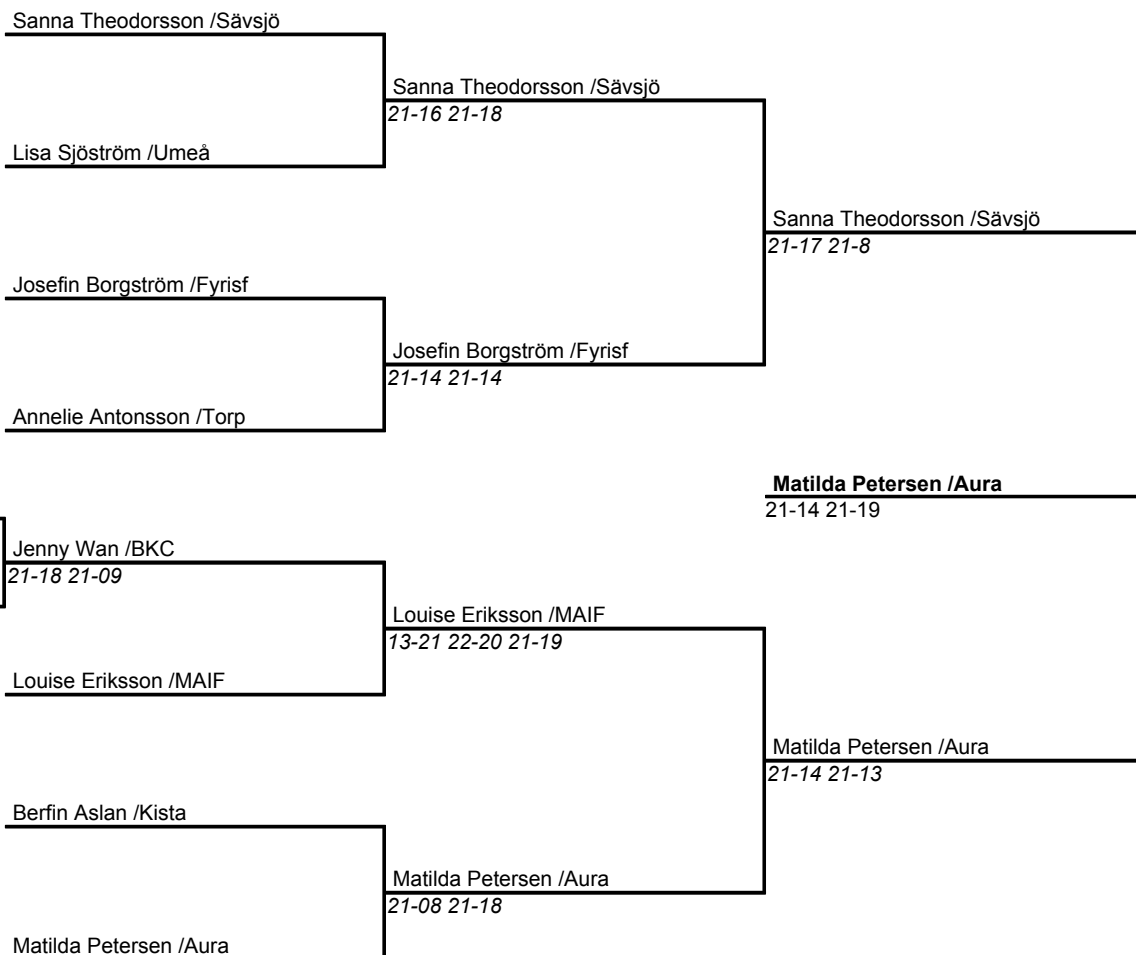 Sanna Theodorsson /Sävsjö
Sanna Theodorsson /Sävsjö
21-16 21-18
Lisa Sjöström /Umeå
Sanna Theodorsson /Sävsjö
21-17 21-8
Josefin Borgström /Fyrisf
Josefin Borgström /Fyrisf
21-14 21-14
Annelie Antonsson /Torp
Matilda Petersen /Aura
21-14 21-19
Jenny Wan /BKC
21-18 21-09
Louise Eriksson /MAIF
13-21 22-20 21-19
Louise Eriksson /MAIF
Matilda Petersen /Aura
21-14 21-13
Berfin Aslan /Kista
Matilda Petersen /Aura
21-08 21-18
Matilda Petersen /Aura